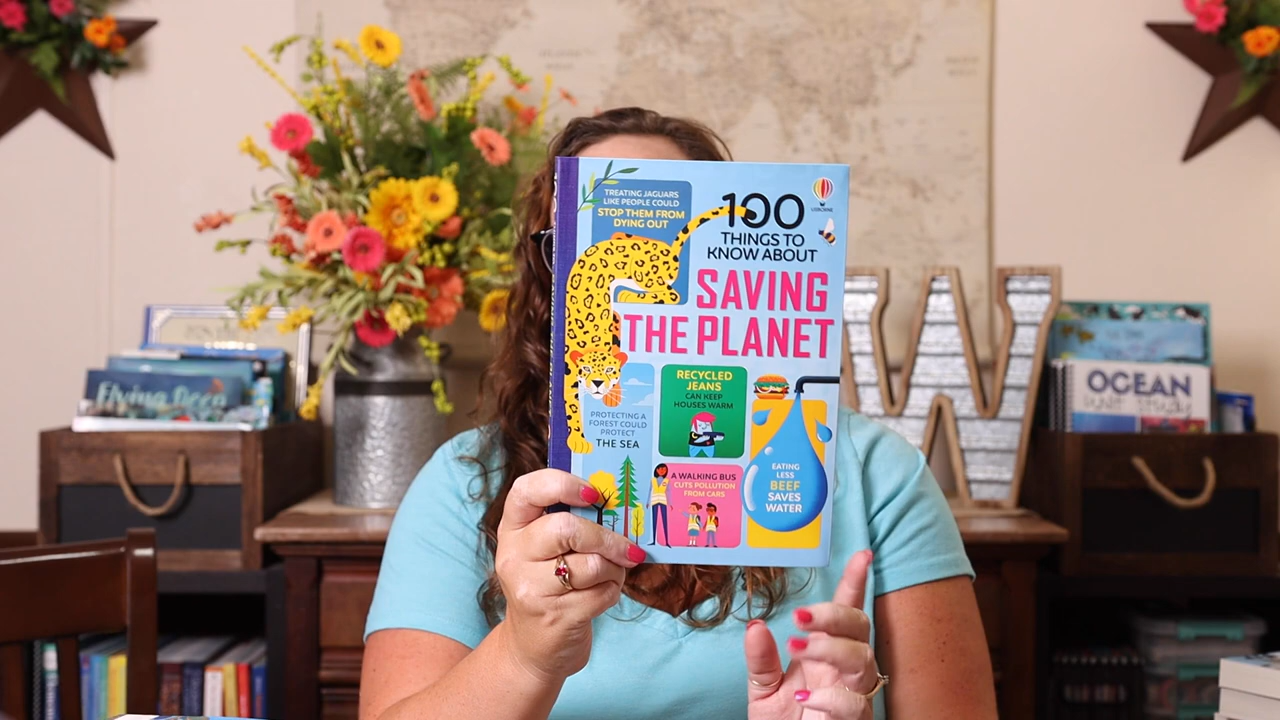 TREATING JAGUARS
LIKE PEOPLE COULD
STOP THEM FROM
DYING OUT
100
THINGS TO
KNOW ABOUT
SAVING
THE PLANET
USBORNE
RECYCLED
JEANS
CAN KEEP
HOUSES WARM
PROTECTING A
FOREST COULD
PROTECT
THE SEA
A WALKING BUS
CUTS POLLUTION
FROM CARS
EATING
LESS
BEEF
SAVES
WATER
W
OCEAN